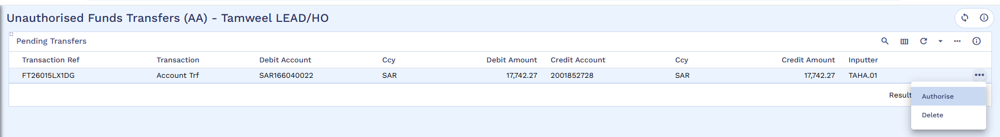 Unauthorised Funds Transfers (AA) - Tamweel LEAD/HO
Pending Transfers
Transaction Ref Transaction Debit Account Ccy Debit Amount Credit Account Ccy Credit Amount Inputter
FT26015LX1DG Account Trf SAR166040022 SAR 17,742.27 2001852728 SAR 17,742.27 TAHA.01
Result
Authorise
Delete